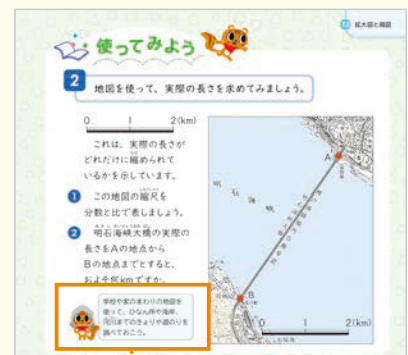 拡大図と縮図
使ってみよう
2
地図を使って、実際の長さを求めてみましょう。
0 1 2(km)
これは、実際の長さが
どれだけに縮められて
いるかを示しています。
1 この地図の縮尺を
分数と比で表しましょう。
2 明石海峡大橋の実際の
長さをAの地点から
Bの地点までとすると、
およそ何kmですか。
学校や家のまわりの地図を
使って、ひなん所や海岸、
河川までのきょりや道のりを
調べておこう。
A
明石海峡
B
0 1 2(km)